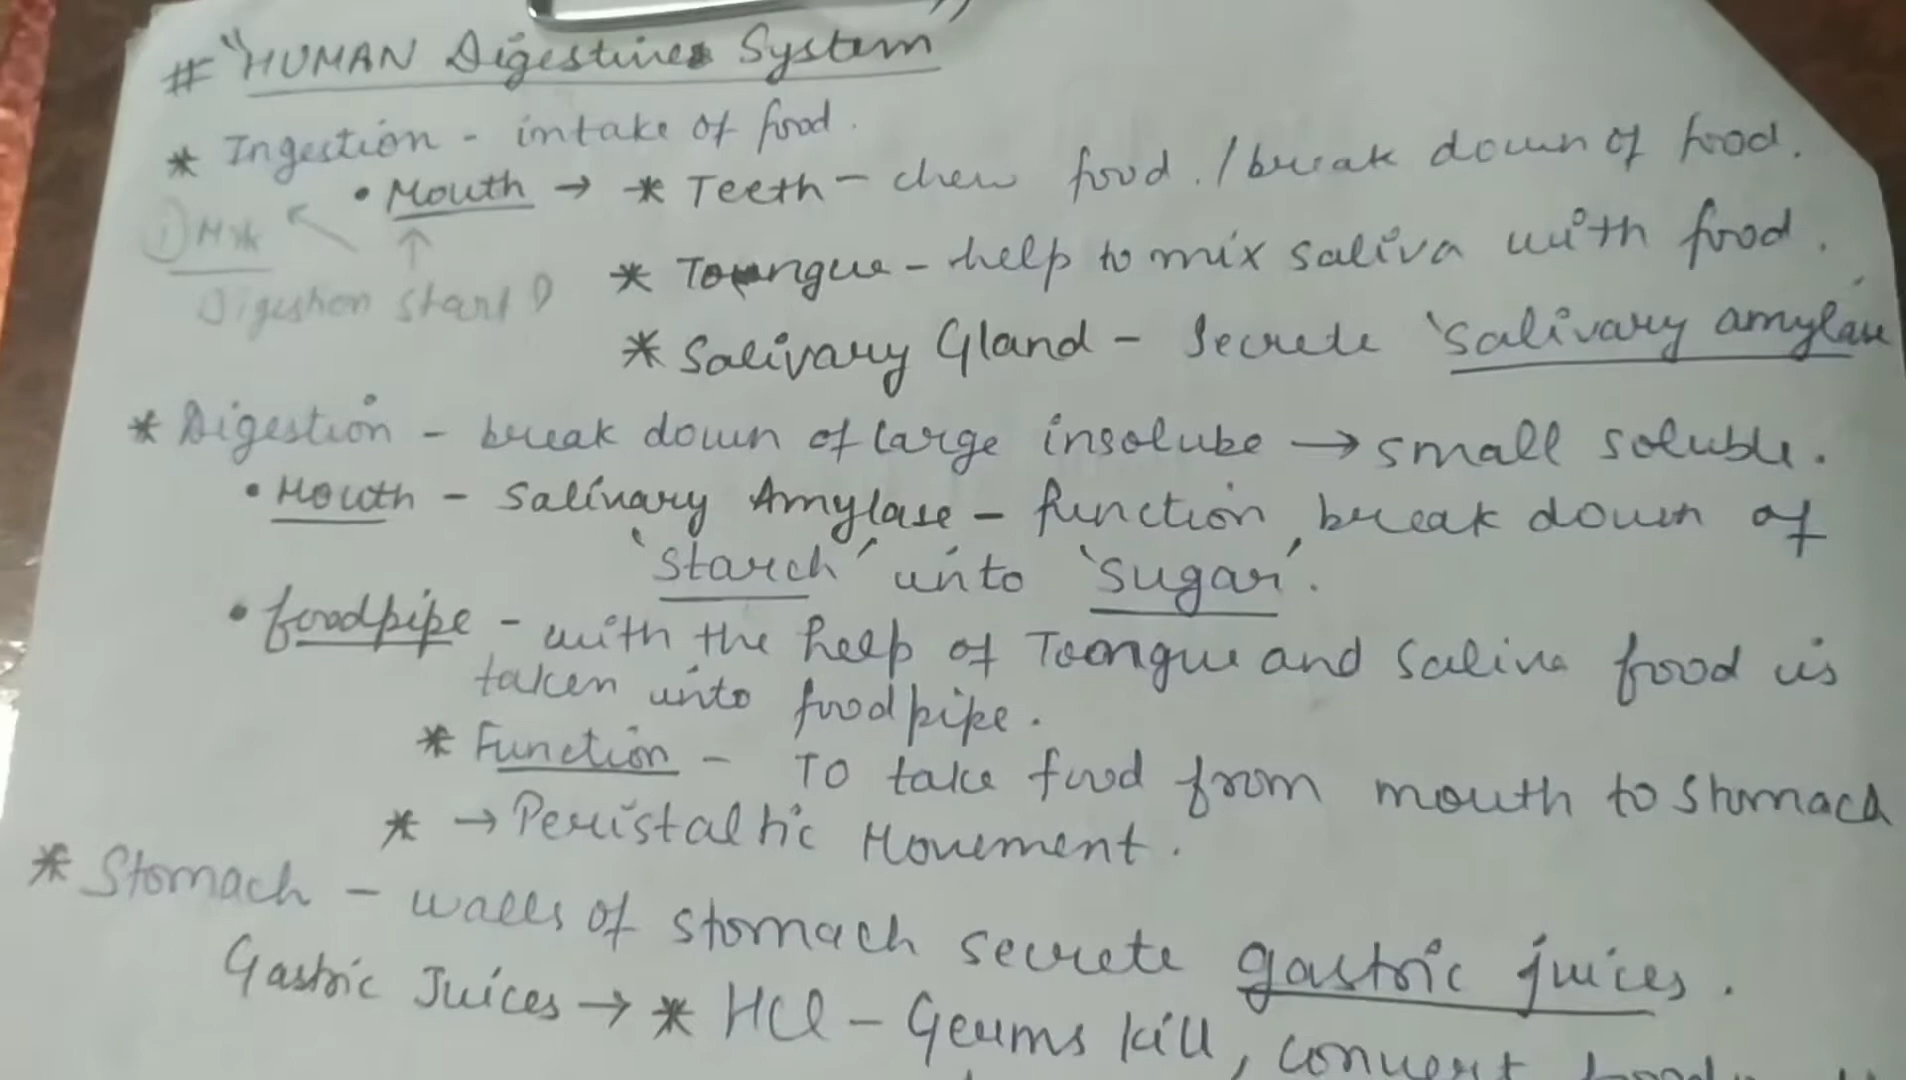 # "HUMAN Digestive System"
* Ingestion - intake of food.
• Mouth → * Teeth - chew food. / break down of food.
Digestion start
* Toungue - help to mix saliva with food.
* Salivary Gland - Secrete 'salivary amylase
* Digestion - break down of large insolube → small soluble.
• Mouth - Salivary Amylase - function, break down of
'starch' into 'sugar'.
• foodpipe - with the help of Toongue and Saliva food is
taken into foodpipe.
* Function - To take food from mouth to Stomach
* → Peristaltic Movement.
* Stomach - walls of stomach secrete gastric juices.
Gastric Juices → * HCl - Germs kill, convert food